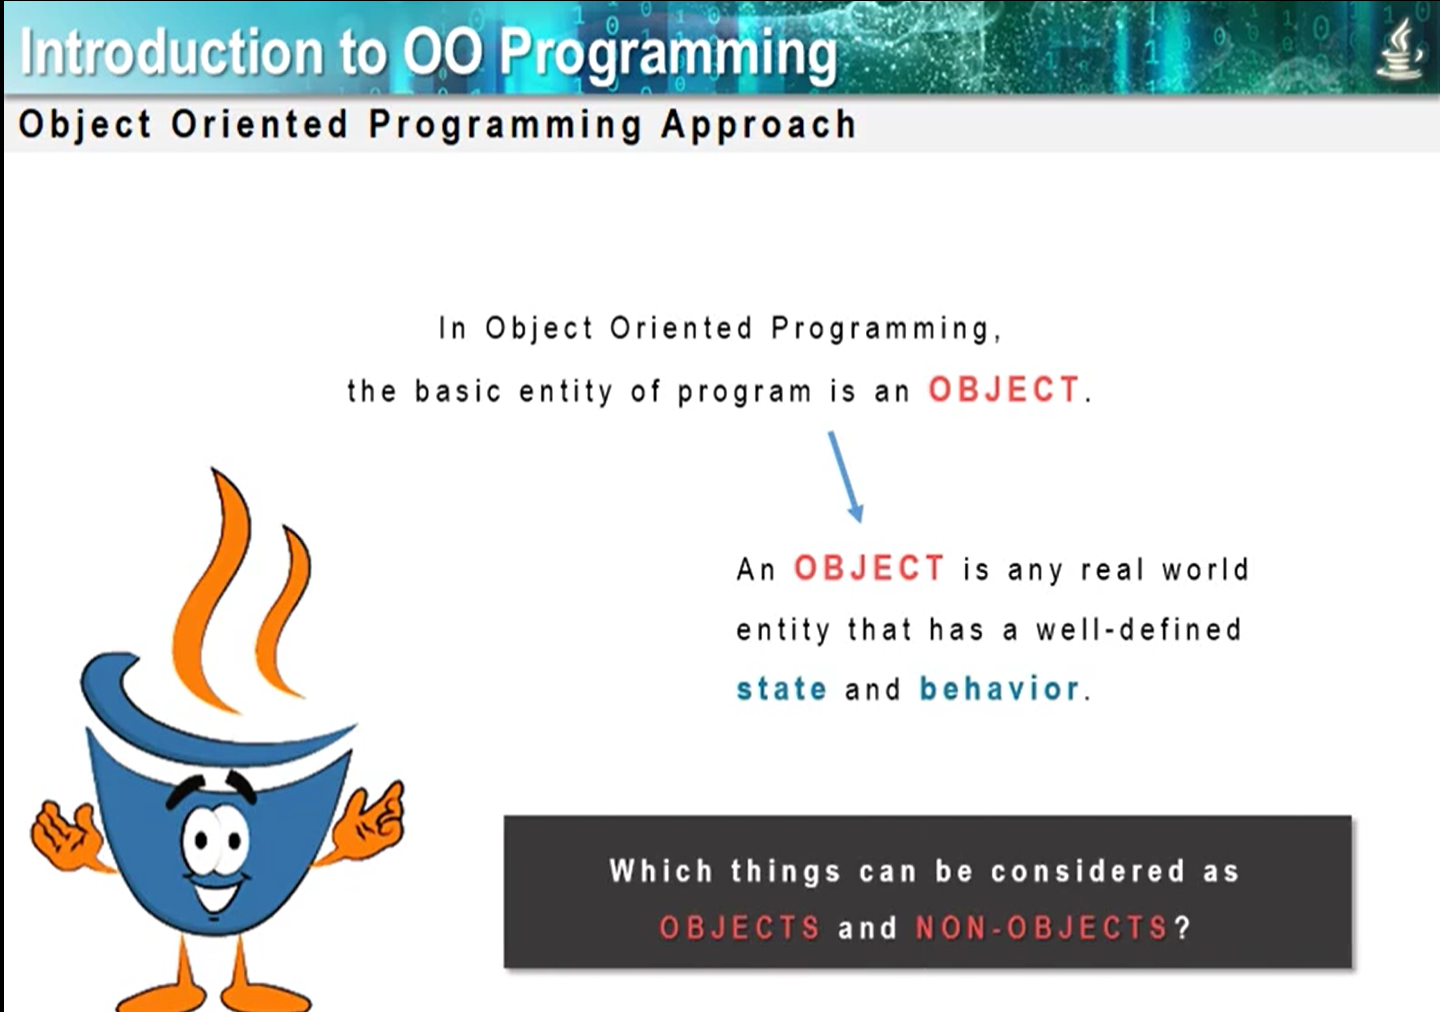 Introduction to OO Programming
Object Oriented Programming Approach
In Object Oriented Programming,
the basic entity of program is an OBJECT.
An OBJECT is any real world
entity that has a well-defined
state and behavior.
Which things can be considered as
OBJECTS and NON-OBJECTS?